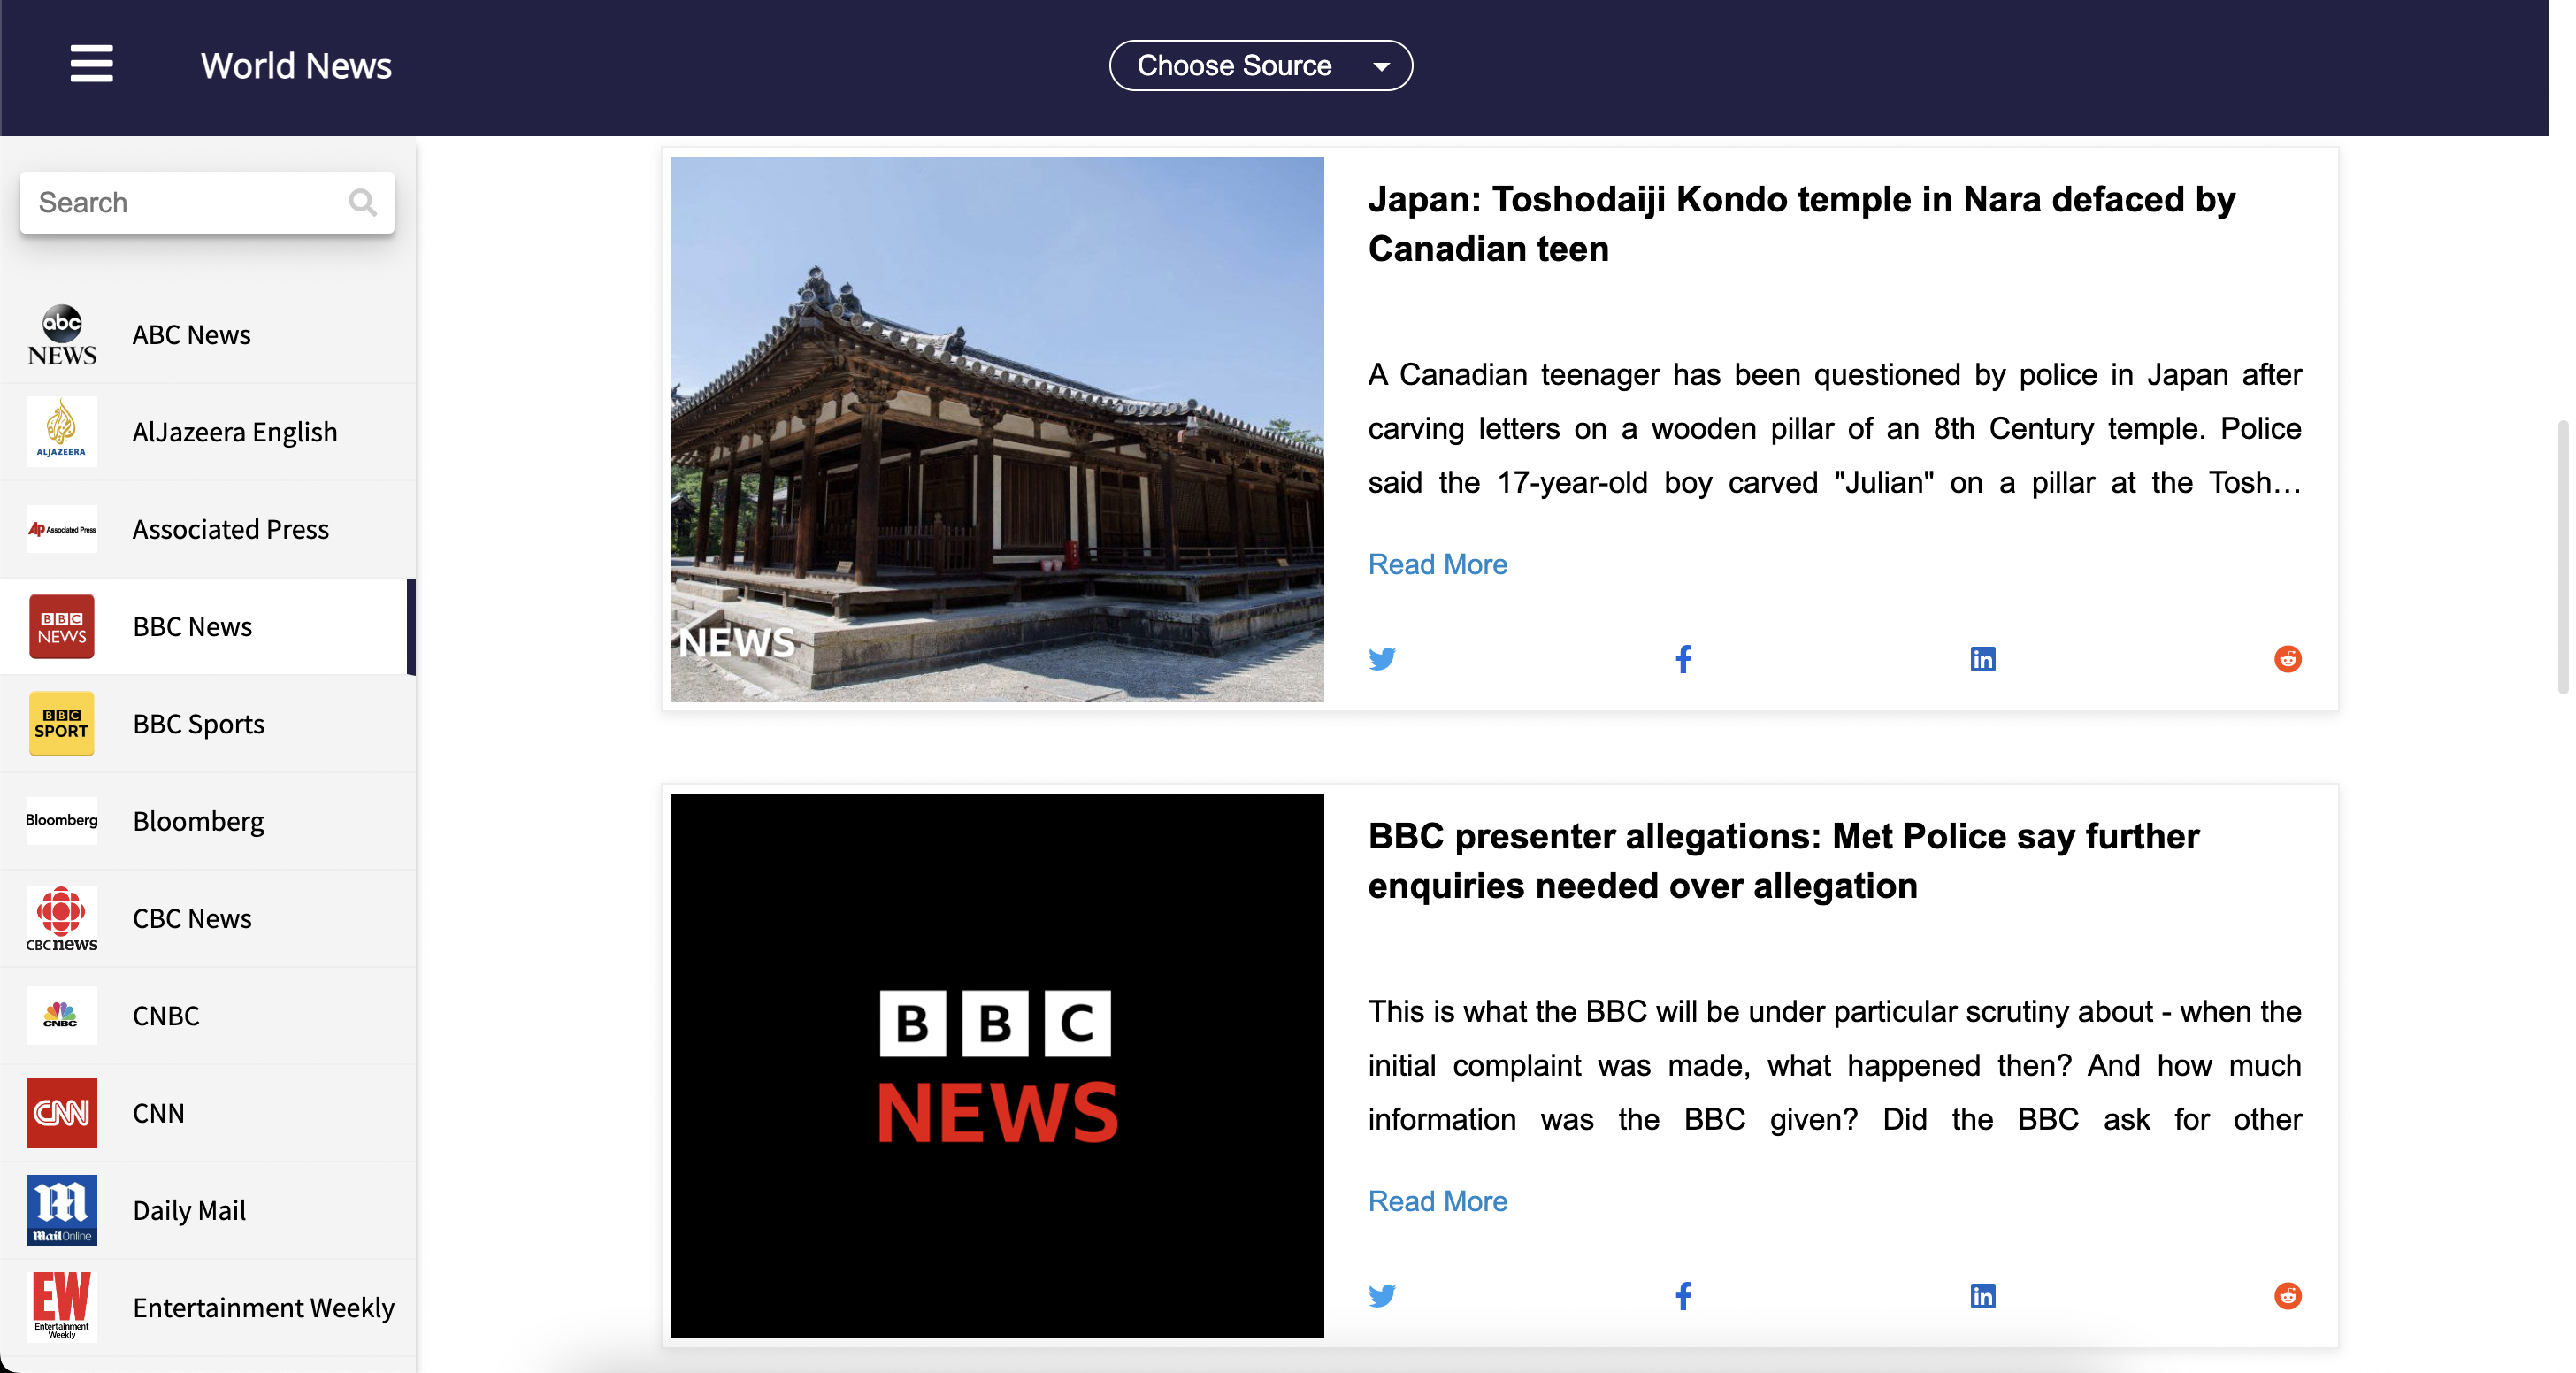 World News
Choose Source
Search
abc
NEWS
ABC News
ALJAZEERA
AlJazeera English
AP Associated Press
Associated Press
BBC
NEWS
BBC News
BBC
SPORT
BBC Sports
Bloomberg
Bloomberg
CBC news
CBC News
CNBC
CNBC
CNN
CNN
M
Mail Online
Daily Mail
EW
Entertainment
Weekly
Entertainment Weekly
NEWS
Japan: Toshodaiji Kondo temple in Nara defaced by
Canadian teen
A Canadian teenager has been questioned by police in Japan after
carving letters on a wooden pillar of an 8th Century temple. Police
said the 17-year-old boy carved "Julian" on a pillar at the Tosh...
Read More
f
in
BBC
NEWS
BBC presenter allegations: Met Police say further
enquiries needed over allegation
This is what the BBC will be under particular scrutiny about - when the
initial complaint was made, what happened then? And how much
information was the BBC given? Did the BBC ask for other
Read More
f
in